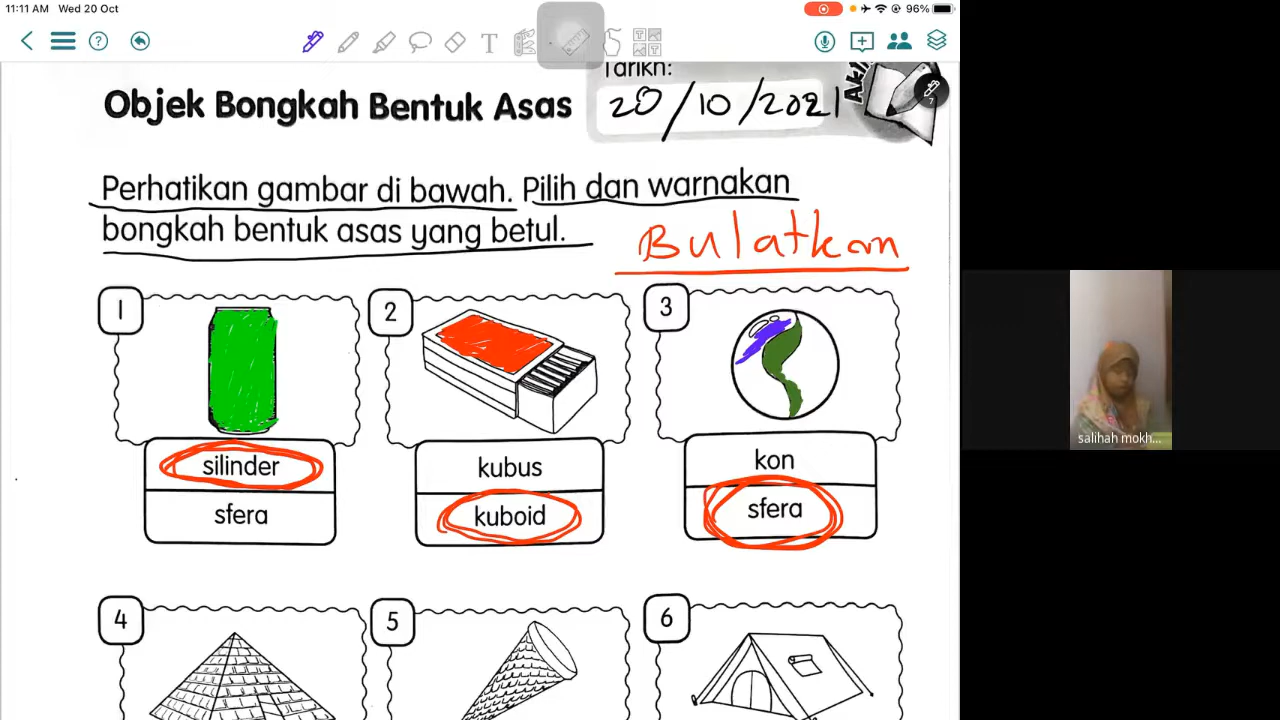 11:11 AM Wed 20 Oct
96%
Tarikh:
Objek Bongkah Bentuk Asas
20/10/2021
Perhatikan gambar di bawah. Pilih dan warnakan
bongkah bentuk asas yang betul.
Bulatkan
1
2
3
silinder
sfera
kubus
kuboid
kon
sfera
salihah mokh...
4
5
6